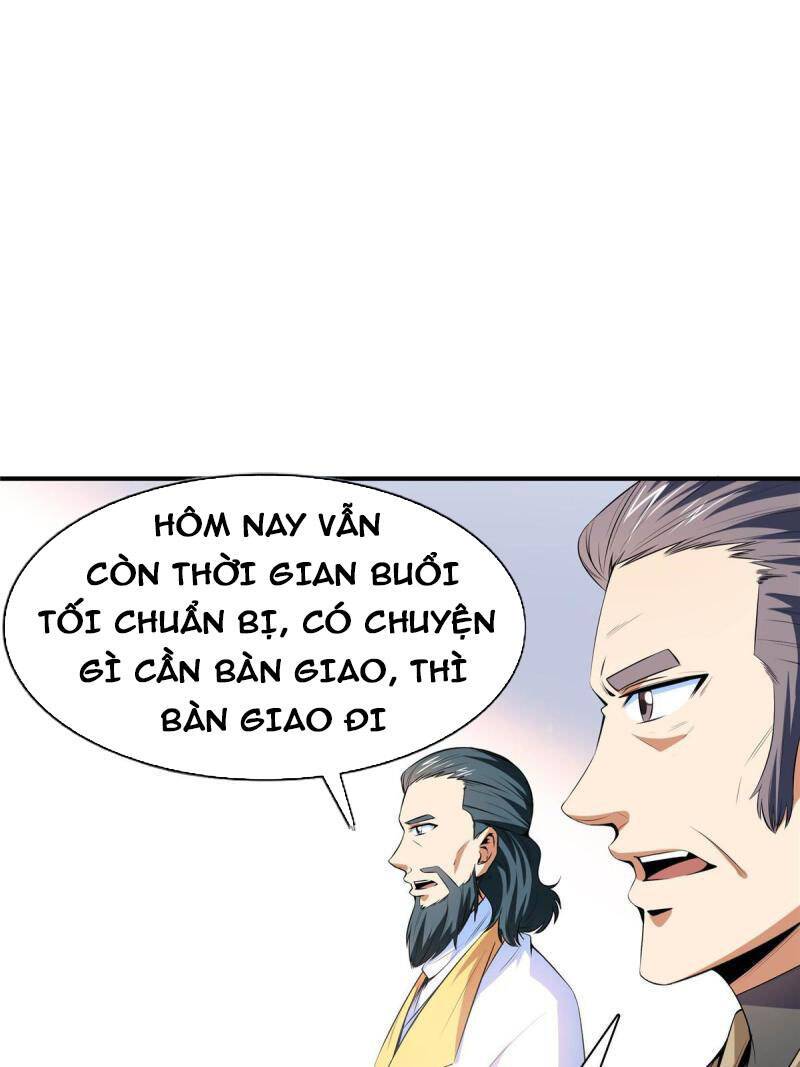 HÔM NAY VẪN
CÒN THỜI GIAN BUỔI
TỐI CHUẨN BỊ, CÓ CHUYỆN
GÌ CẦN BÀN GIAO, THÌ
BÀN GIAO ĐI